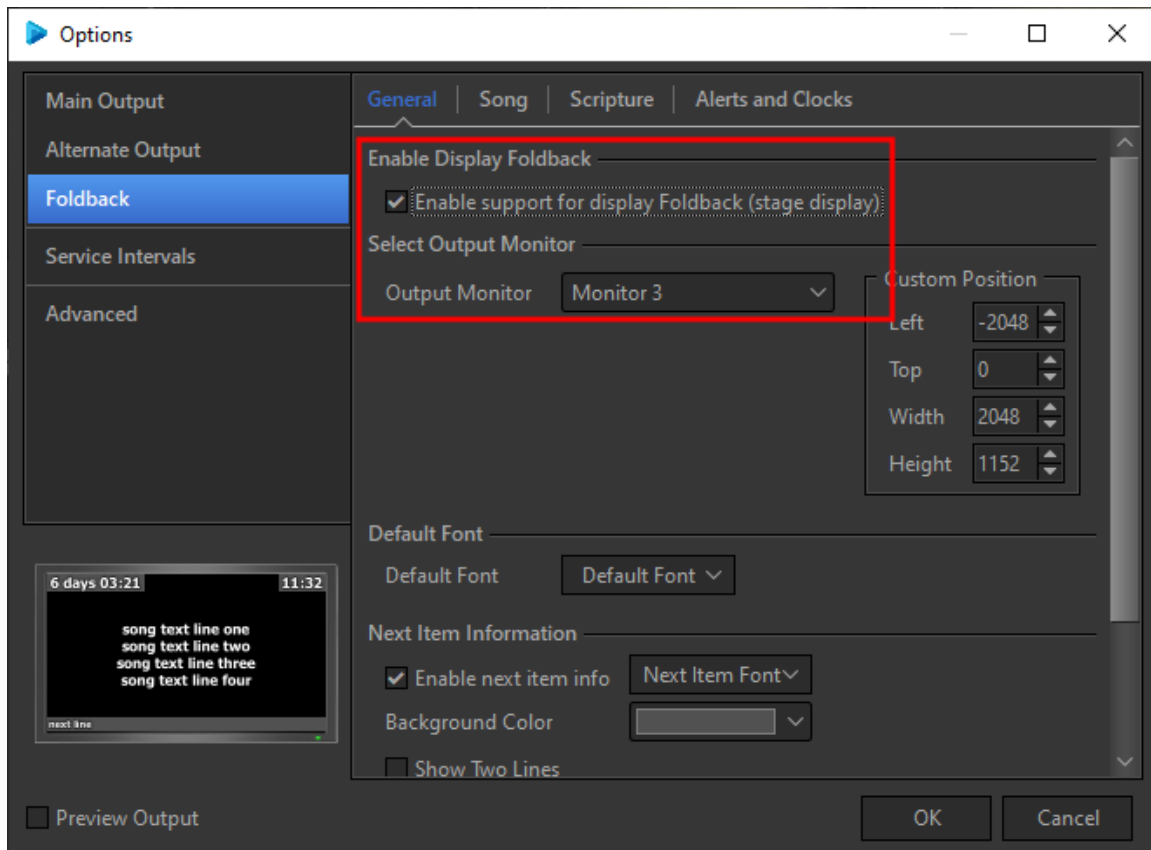 Options
Main Output
Alternate Output
Foldback
Service Intervals
Advanced
General
Song
Scripture
Alerts and Clocks
Enable Display Foldback
Enable support for display Foldback (stage display)
Select Output Monitor
Output Monitor
Monitor 3
Custom Position
Left
-2048
Top
0
Width
2048
Height
1152
Default Font
Default Font
Default Font
Next Item Information
Enable next item info
Next Item Font
Background Color
Show Two Lines
6 days 03:21
11:32
song text line one
song text line two
song text line three
song text line four
next line
Preview Output
OK
Cancel